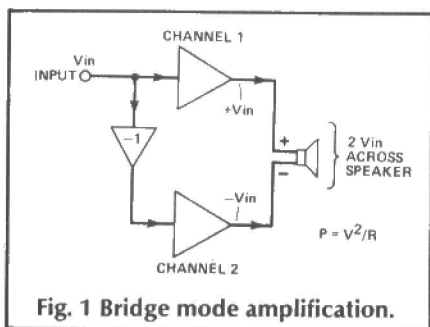 CHANNEL 1
Vin
INPUT
+Vin
-1
+
-
2 Vin
ACROSS
SPEAKER
-Vin
P = V²/R
CHANNEL 2
Fig. 1 Bridge mode amplification.